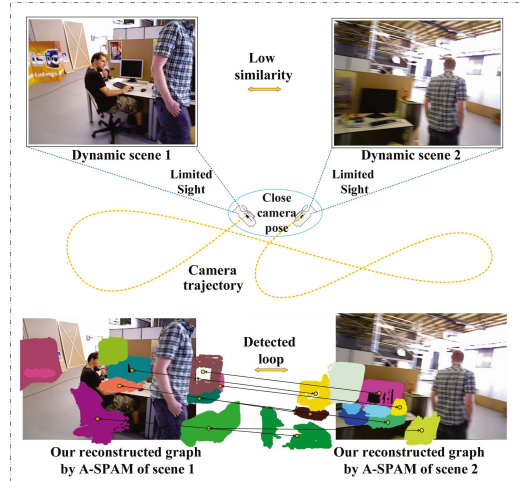 Low
similarity
Dynamic scene 1
Dynamic scene 2
Limited
Sight
Limited
Sight
Close
camera
pose
Camera
trajectory
Detected
loop
Our reconstructed graph
by A-SPAM of scene 1
Our reconstructed graph
by A-SPAM of scene 2